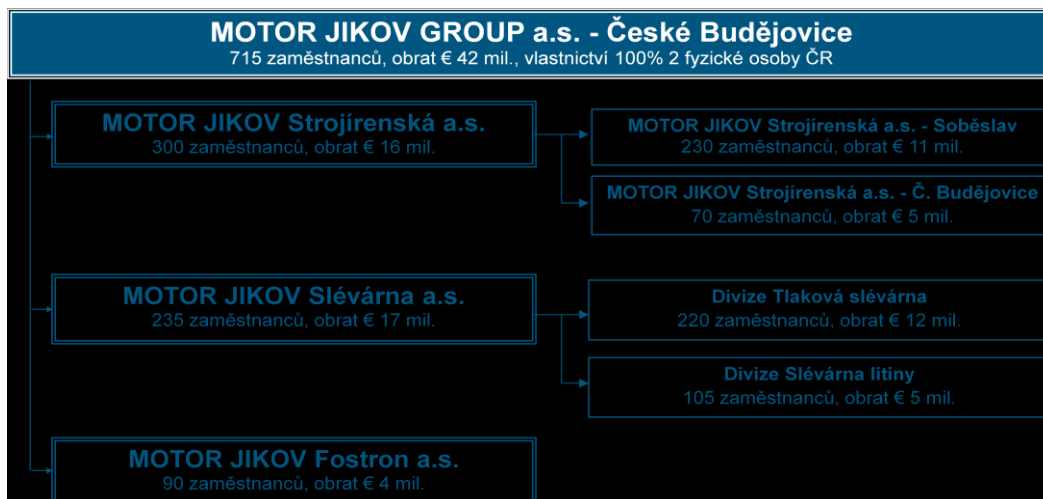 MOTOR JIKOV GROUP a.s. - České Budějovice
715 zaměstnanců, obrat € 42 mil., vlastnictví 100% 2 fyzické osoby ČR
MOTOR JIKOV Strojírenská a.s.
300 zaměstnanců, obrat € 16 mil.
MOTOR JIKOV Strojírenská a.s. - Soběslav
230 zaměstnanců, obrat € 11 mil.
MOTOR JIKOV Strojírenská a.s. - Č. Budějovice
70 zaměstnanců, obrat € 5 mil.
MOTOR JIKOV Slévárna a.s.
235 zaměstnanců, obrat € 17 mil.
Divize Tlaková slévárna
220 zaměstnanců, obrat € 12 mil.
Divize Slévárna litiny
105 zaměstnanců, obrat € 5 mil.
MOTOR JIKOV Fostron a.s.
90 zaměstnanců, obrat € 4 mil.